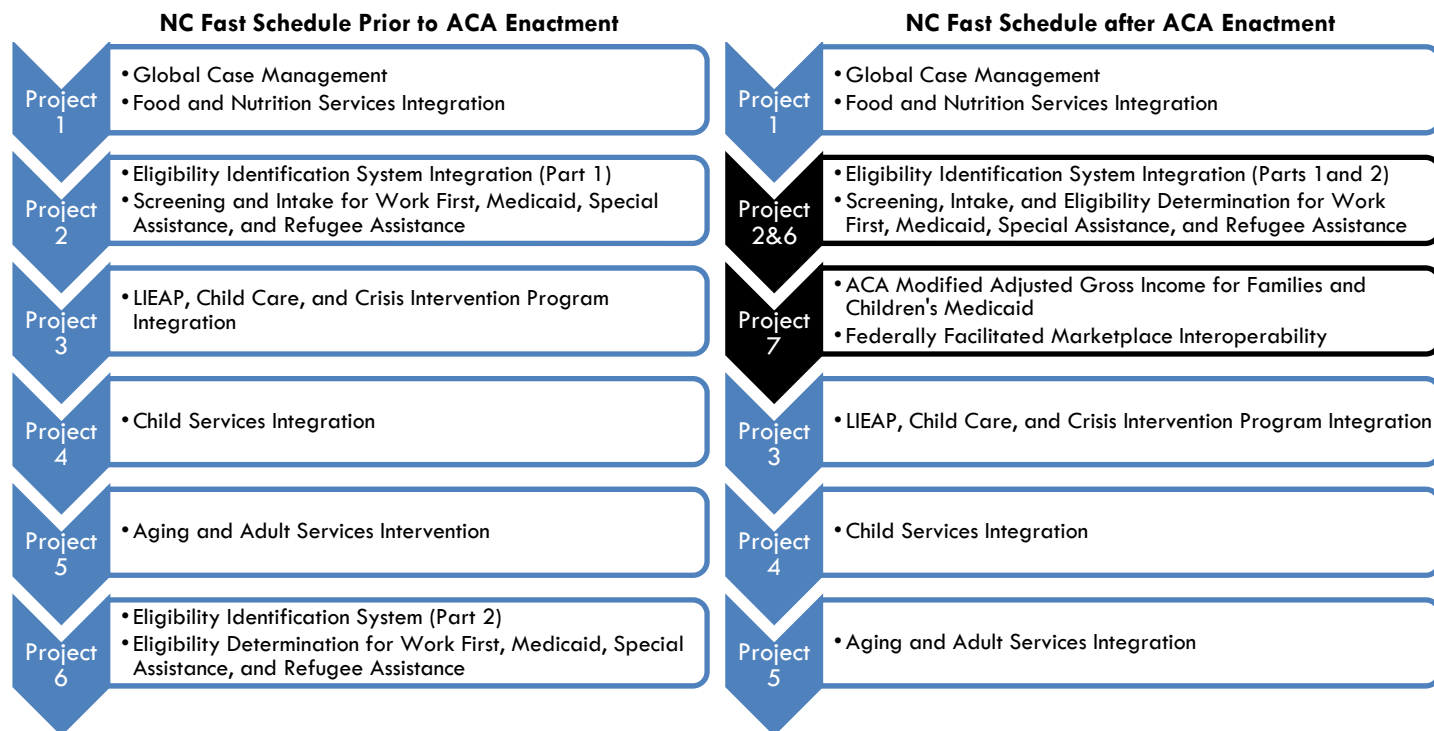 NC Fast Schedule Prior to ACA Enactment
Project
1
• Global Case Management
• Food and Nutrition Services Integration
Project
2
• Eligibility Identification System Integration (Part 1)
• Screening and Intake for Work First, Medicaid, Special
Assistance, and Refugee Assistance
Project
3
• LIEAP, Child Care, and Crisis Intervention Program
Integration
Project
4
• Child Services Integration
Project
5
• Aging and Adult Services Intervention
Project
6
• Eligibility Identification System (Part 2)
• Eligibility Determination for Work First, Medicaid, Special
Assistance, and Refugee Assistance
NC Fast Schedule after ACA Enactment
Project
1
• Global Case Management
• Food and Nutrition Services Integration
Project
2&6
• Eligibility Identification System Integration (Parts 1and 2)
• Screening, Intake, and Eligibility Determination for Work
First, Medicaid, Special Assistance, and Refugee Assistance
Project
7
• ACA Modified Adjusted Gross Income for Families and
Children's Medicaid
• Federally Facilitated Marketplace Interoperability
Project
3
• LIEAP, Child Care, and Crisis Intervention Program Integration
Project
4
• Child Services Integration
Project
5
• Aging and Adult Services Integration